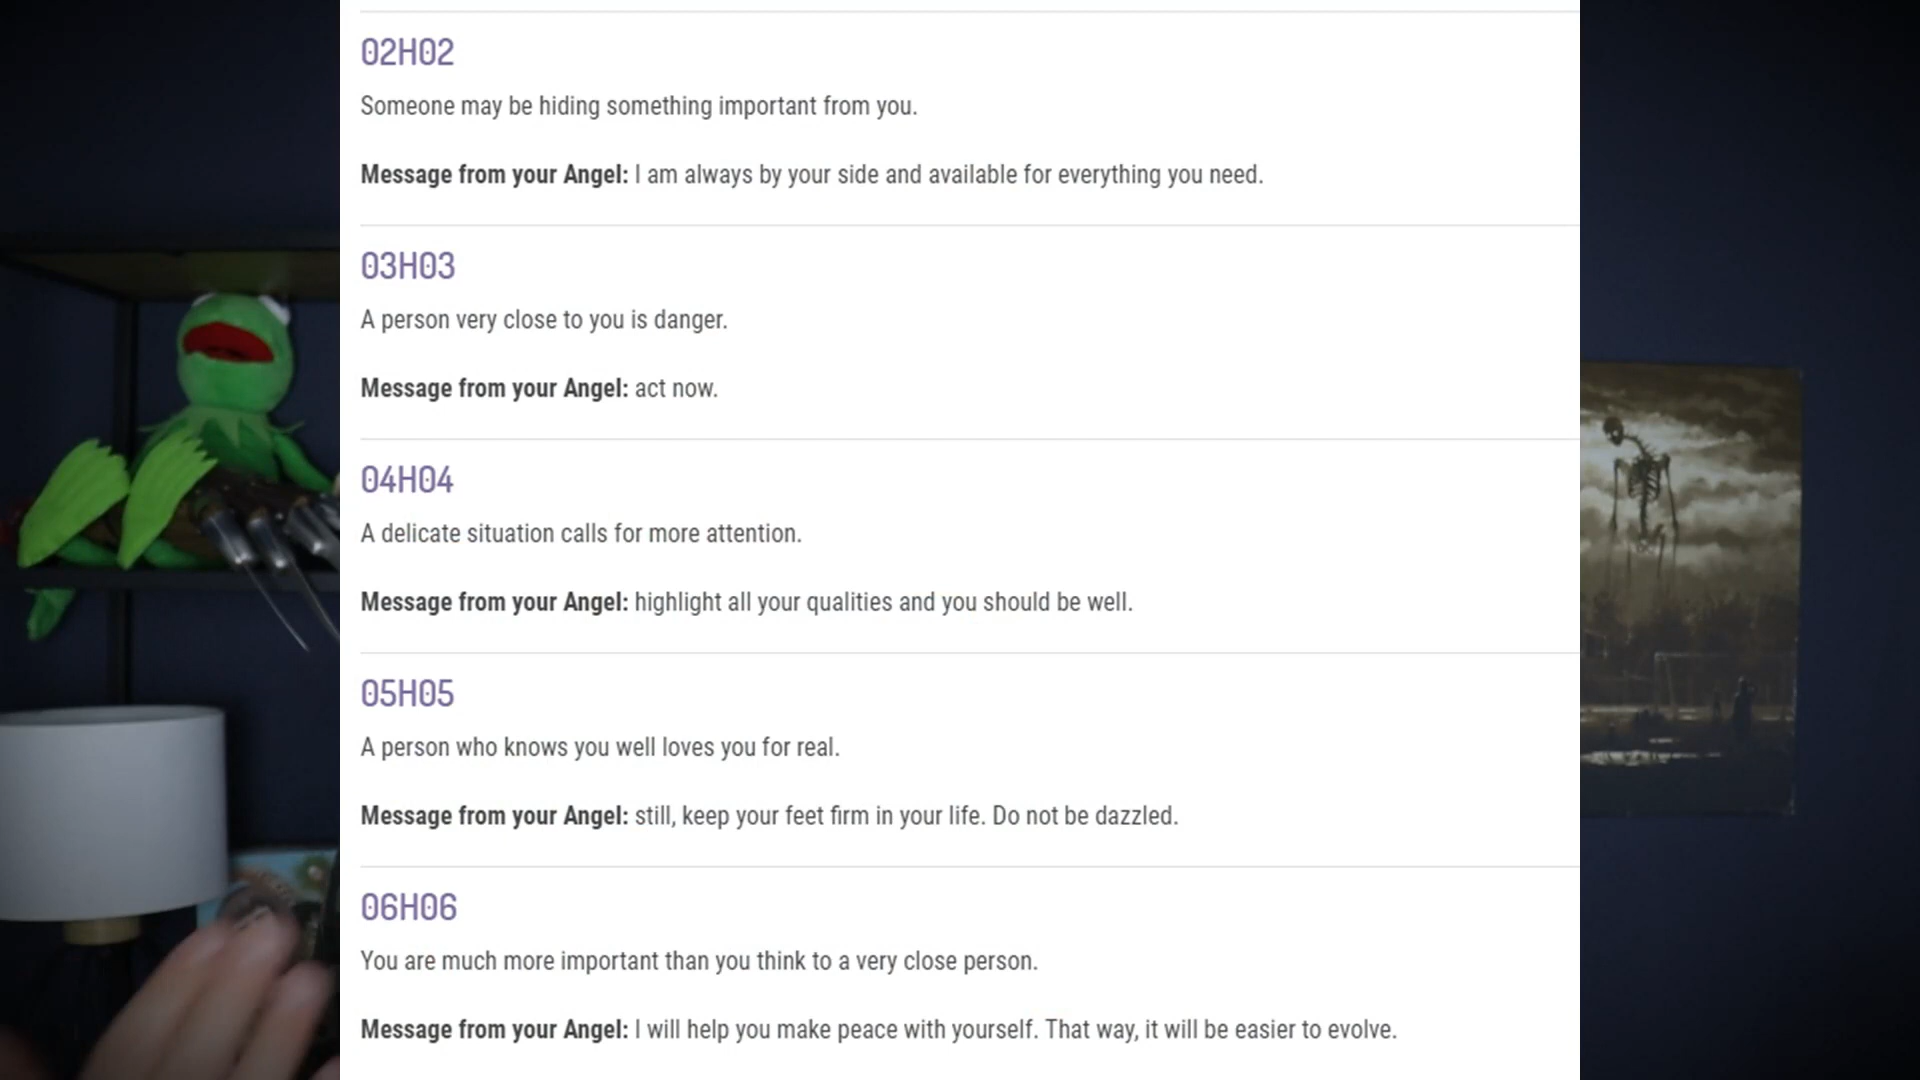 02H02
Someone may be hiding something important from you.
Message from your Angel: I am always by your side and available for everything you need.
03H03
A person very close to you is danger.
Message from your Angel: act now.
04H04
A delicate situation calls for more attention.
Message from your Angel: highlight all your qualities and you should be well.
05H05
A person who knows you well loves you for real.
Message from your Angel: still, keep your feet firm in your life. Do not be dazzled.
06H06
You are much more important than you think to a very close person.
Message from your Angel: I will help you make peace with yourself. That way, it will be easier to evolve.